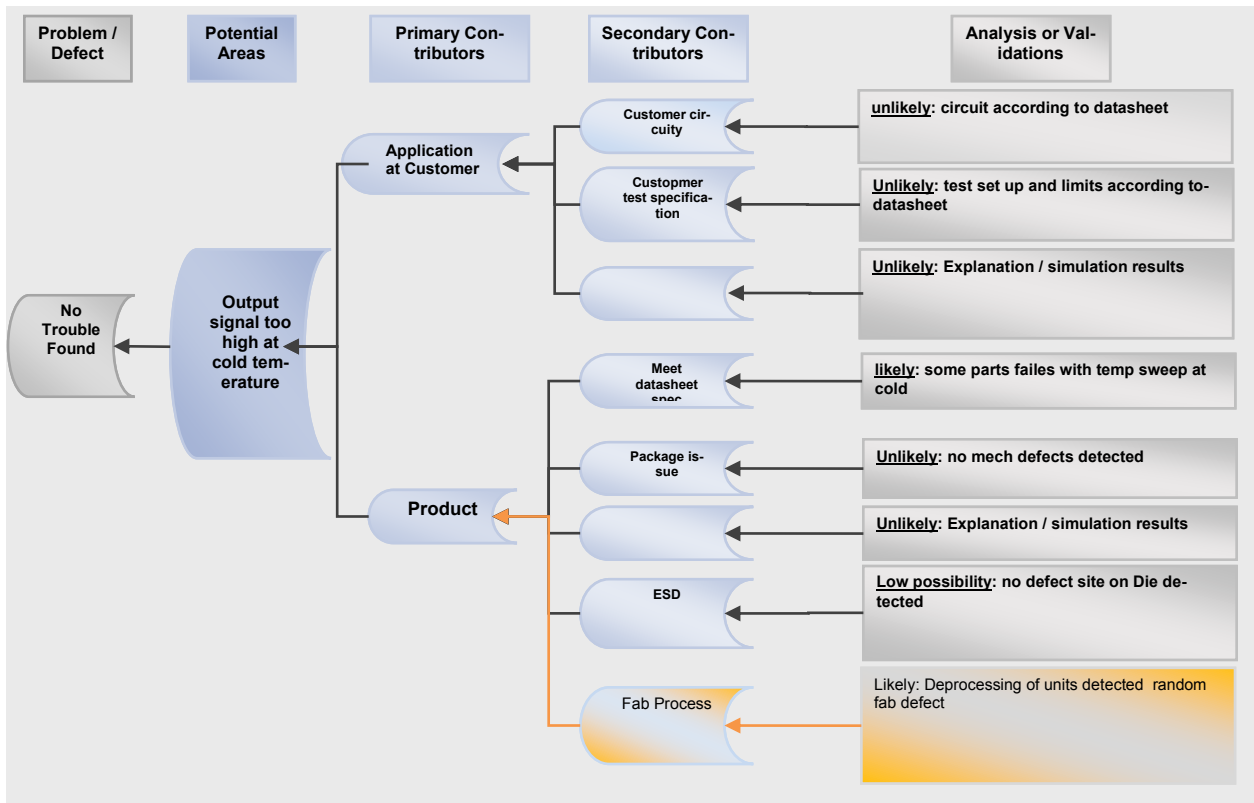 Problem /
Defect
Potential
Areas
Primary Con-
tributors
Secondary Con-
tributors
Analysis or Val-
idations
No
Trouble
Found
Output
signal too
high at
cold tem-
erature
Application
at Customer
Customer cir-
cuity
unlikely: circuit according to datasheet
Custopmer
test specifica-
tion
Unlikely: test set up and limits according to-
datasheet
Unlikely: Explanation / simulation results
Meet
datasheet
spec
likely: some parts failes with temp sweep at
cold
Product
Package is-
sue
Unlikely: no mech defects detected
Unlikely: Explanation / simulation results
ESD
Low possibility: no defect site on Die de-
tected
Fab Process
Likely: Deprocessing of units detected  random
fab defect